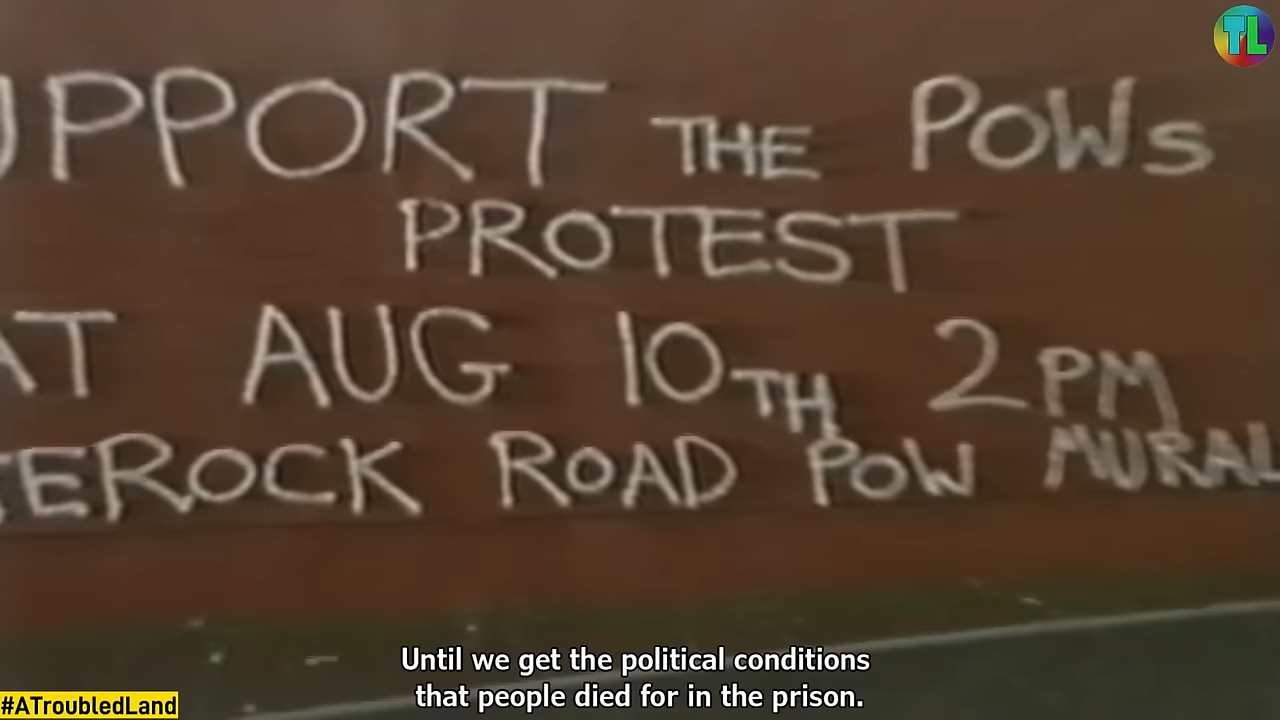 TL
UPPORT THE POWs
PROTEST
AT AUG 10TH 2PM
EROCK ROAD POW MURAL
Until we get the political conditions
that people died for in the prison.
#ATroubledLand